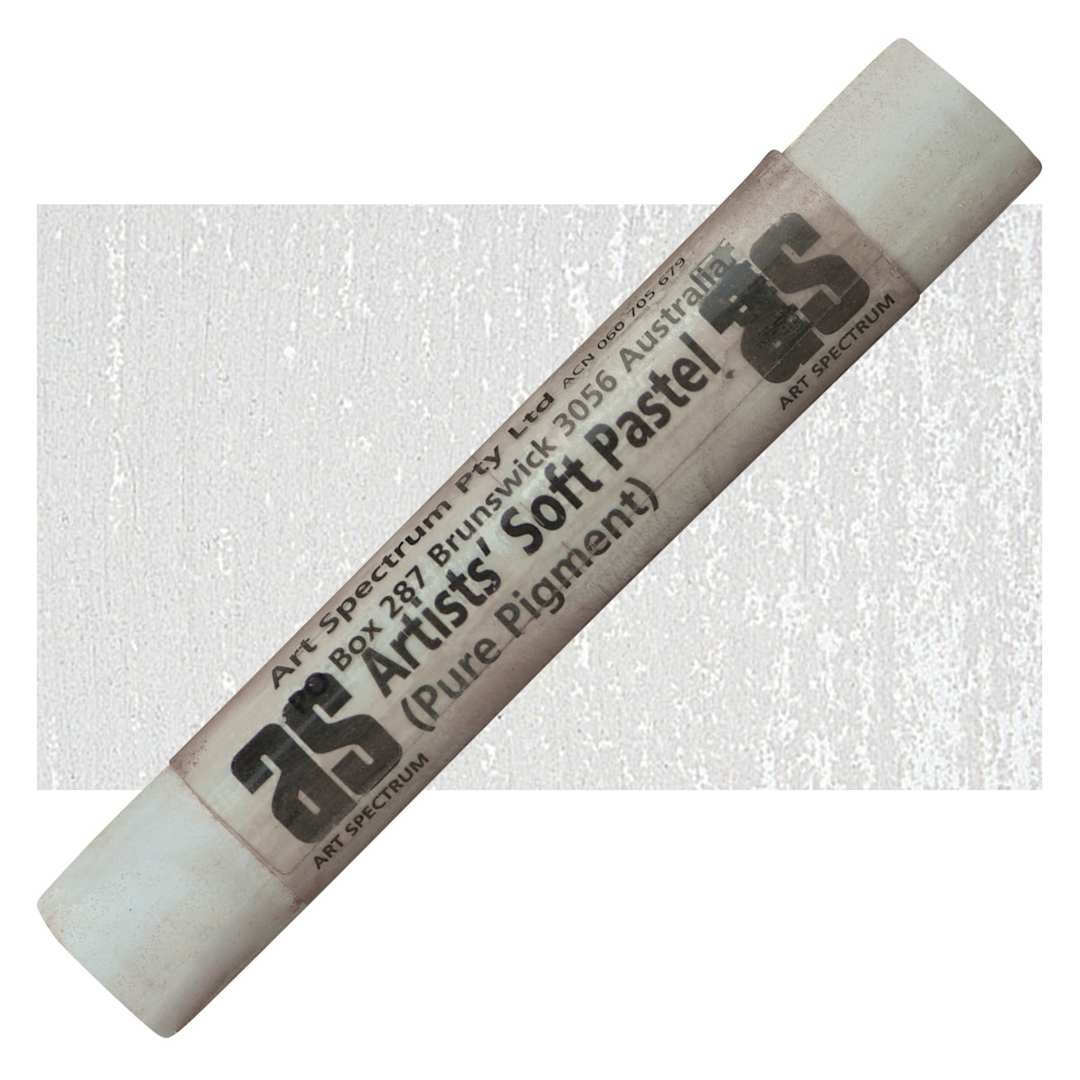 Art Spectrum Pty Ltd ACN 060 705 679
PO Box 287 Brunswick 3056 Australia
Artists' Soft Pastel
(Pure Pigment)
as
ART SPECTRUM
as
ART SPECTRUM